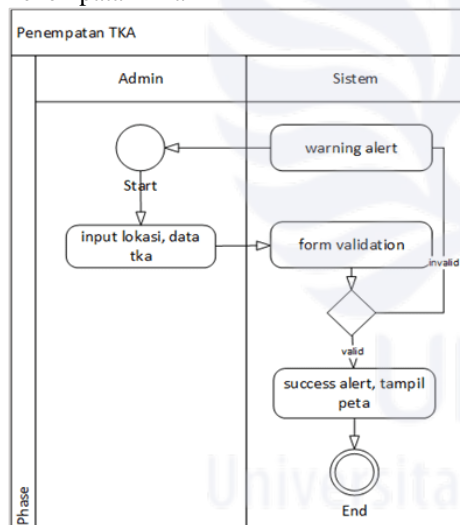 Penempatan TKA
Admin
Sistem
warning alert
Start
input lokasi, data
tka
form validation
invalid
valid
success alert, tampil
peta
End
Phase
Universita